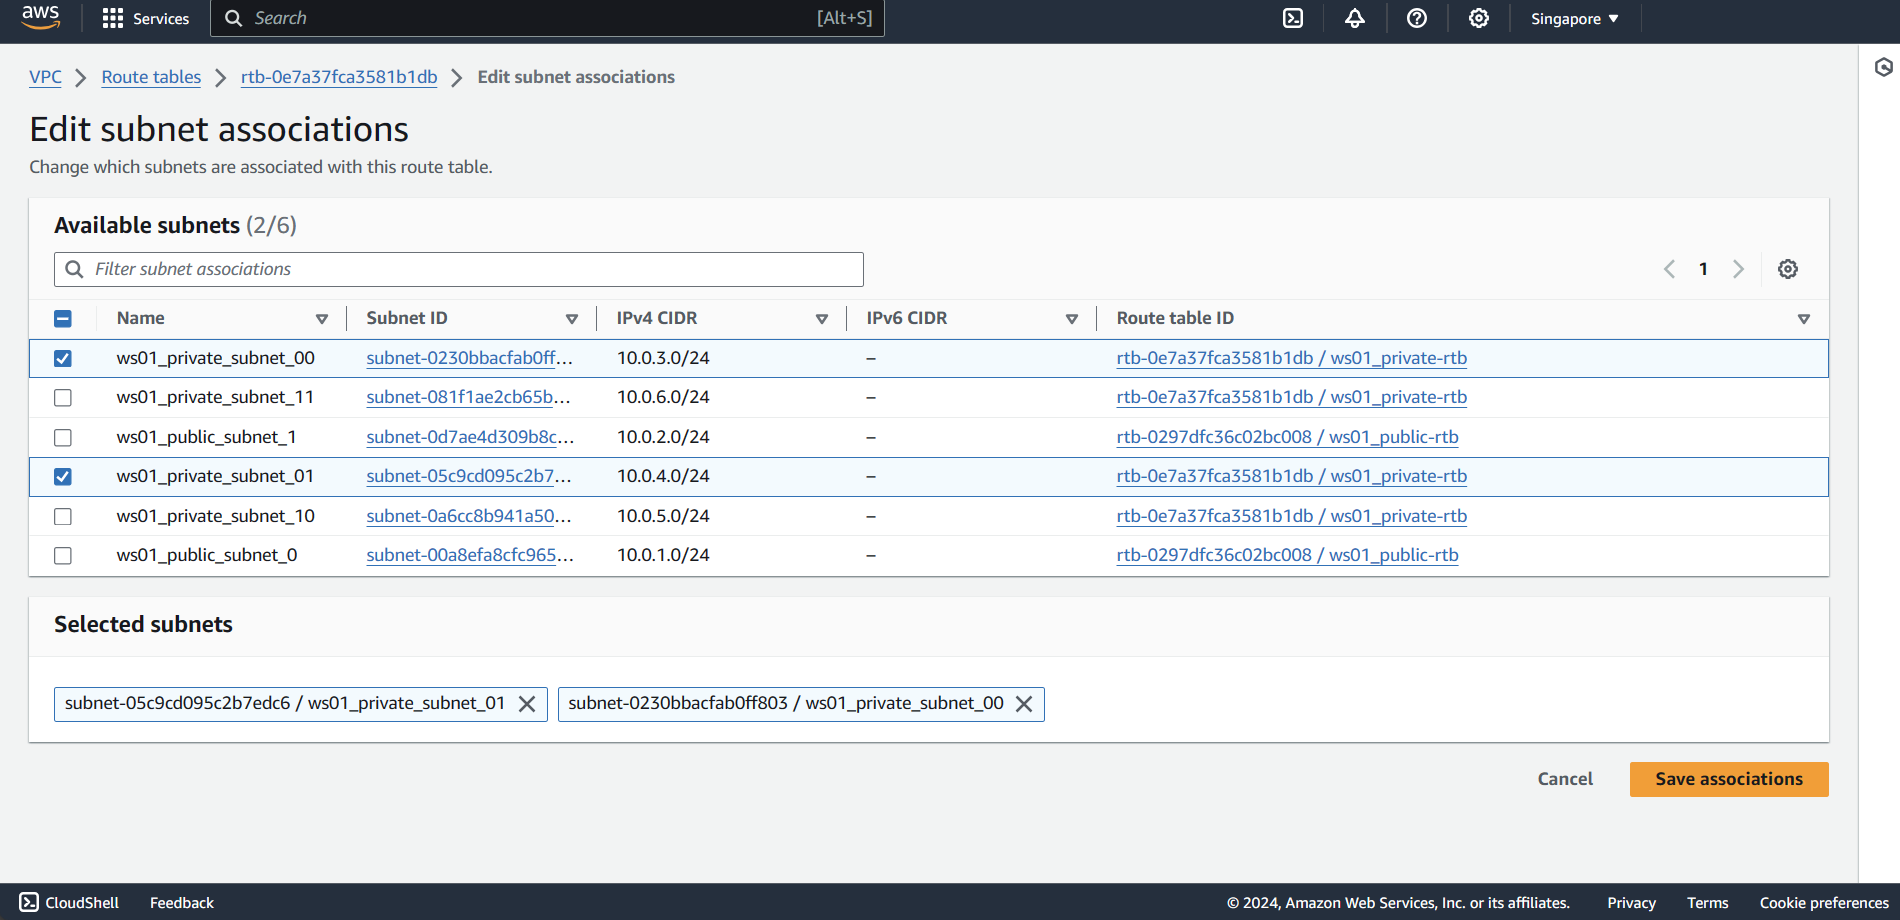 aws Services Search [Alt+S] Singapore
VPC Route tables rtb-0e7a37fca3581b1db Edit subnet associations
Edit subnet associations
Change which subnets are associated with this route table.
Available subnets (2/6)
Filter subnet associations 1
Name Subnet ID IPv4 CIDR IPv6 CIDR Route table ID
ws01_private_subnet_00 subnet-0230bbacfab0ff... 10.0.3.0/24 – rtb-0e7a37fca3581b1db / ws01_private-rtb
ws01_private_subnet_11 subnet-081f1ae2cb65b... 10.0.6.0/24 – rtb-0e7a37fca3581b1db / ws01_private-rtb
ws01_public_subnet_1 subnet-0d7ae4d309b8c... 10.0.2.0/24 – rtb-0297dfc36c02bc008 / ws01_public-rtb
ws01_private_subnet_01 subnet-05c9cd095c2b7... 10.0.4.0/24 – rtb-0e7a37fca3581b1db / ws01_private-rtb
ws01_private_subnet_10 subnet-0a6cc8b941a50... 10.0.5.0/24 – rtb-0e7a37fca3581b1db / ws01_private-rtb
ws01_public_subnet_0 subnet-00a8efa8cfc965... 10.0.1.0/24 – rtb-0297dfc36c02bc008 / ws01_public-rtb
Selected subnets
subnet-05c9cd095c2b7edc6 / ws01_private_subnet_01 subnet-0230bbacfab0ff803 / ws01_private_subnet_00
Cancel Save associations
CloudShell Feedback © 2024, Amazon Web Services, Inc. or its affiliates. Privacy Terms Cookie preferences